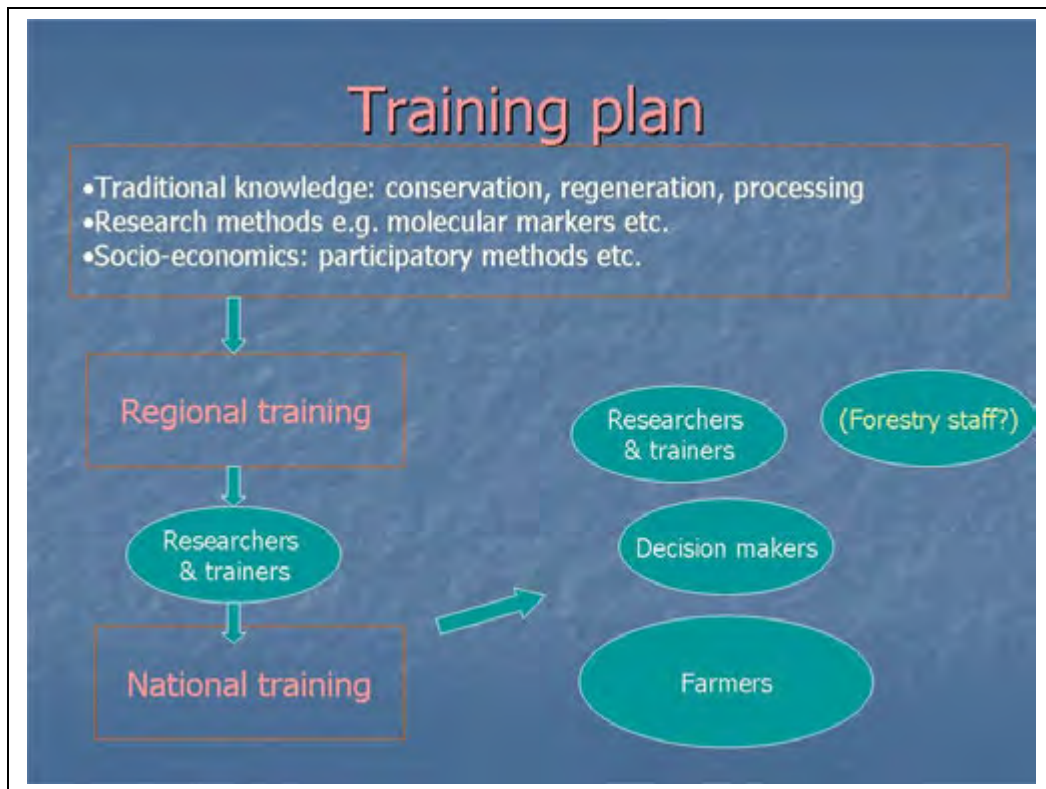 Training plan
•Traditional knowledge: conservation, regeneration, processing
•Research methods e.g. molecular markers etc.
•Socio-economics: participatory methods etc.
Regional training
Researchers
& trainers
National training
Researchers
& trainers
(Forestry staff?)
Decision makers
Farmers